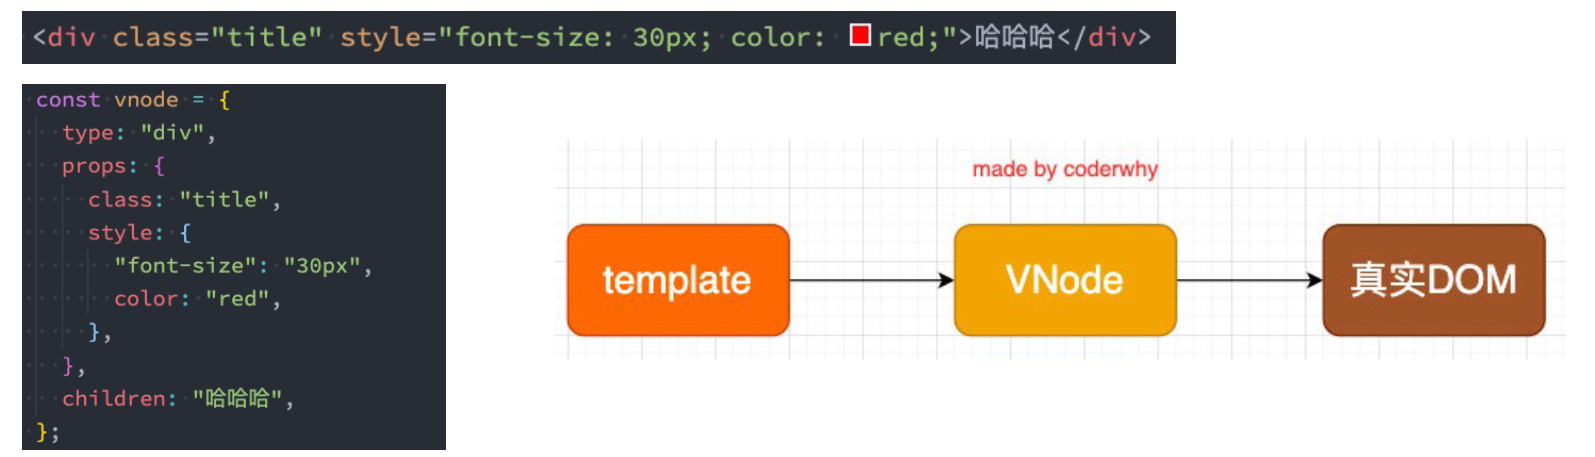 <div class="title" style="font-size: 30px; color: red;">哈哈哈</div>
const vnode = {
  type: "div",
  props: {
    class: "title",
    style: {
      "font-size": "30px",
      color: "red",
    },
  },
  children: "哈哈哈",
};
made by coderwhy
template
VNode
真实DOM